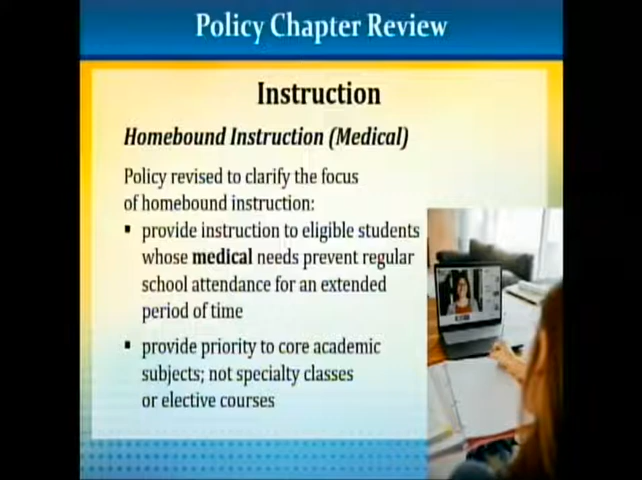 Policy Chapter Review
Instruction
Homebound Instruction (Medical)
Policy revised to clarify the focus
of homebound instruction:
▪ provide instruction to eligible students
whose medical needs prevent regular
school attendance for an extended
period of time
▪ provide priority to core academic
subjects; not specialty classes
or elective courses